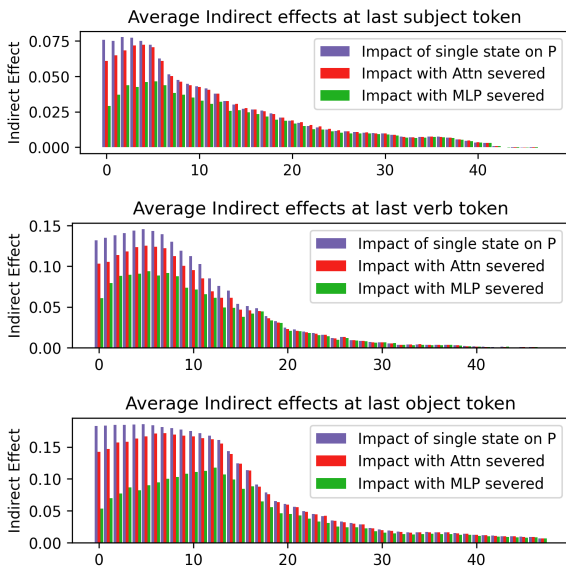 Average Indirect effects at last subject token
Indirect Effect
0.075
0.050
0.025
0.000
Impact of single state on P
Impact with Attn severed
Impact with MLP severed
0 10 20 30 40
Average Indirect effects at last verb token
Indirect Effect
0.15
0.10
0.05
0.00
Impact of single state on P
Impact with Attn severed
Impact with MLP severed
0 10 20 30 40
Average Indirect effects at last object token
Indirect Effect
0.15
0.10
0.05
0.00
Impact of single state on P
Impact with Attn severed
Impact with MLP severed
0 10 20 30 40